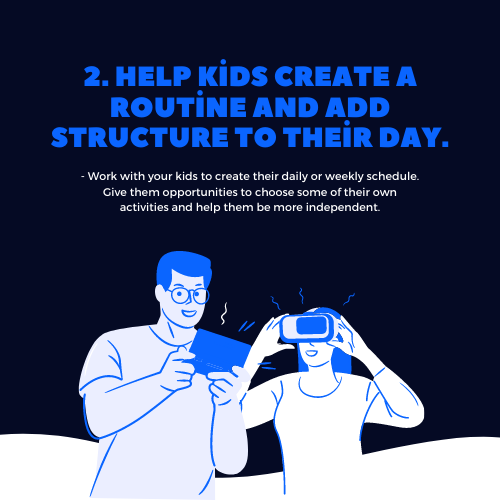 2. HELP KİDS CREATE A
ROUTİNE AND ADD
STRUCTURE TO THEİR DAY.
- Work with your kids to create their daily or weekly schedule.
Give them opportunities to choose some of their own
activities and help them be more independent.